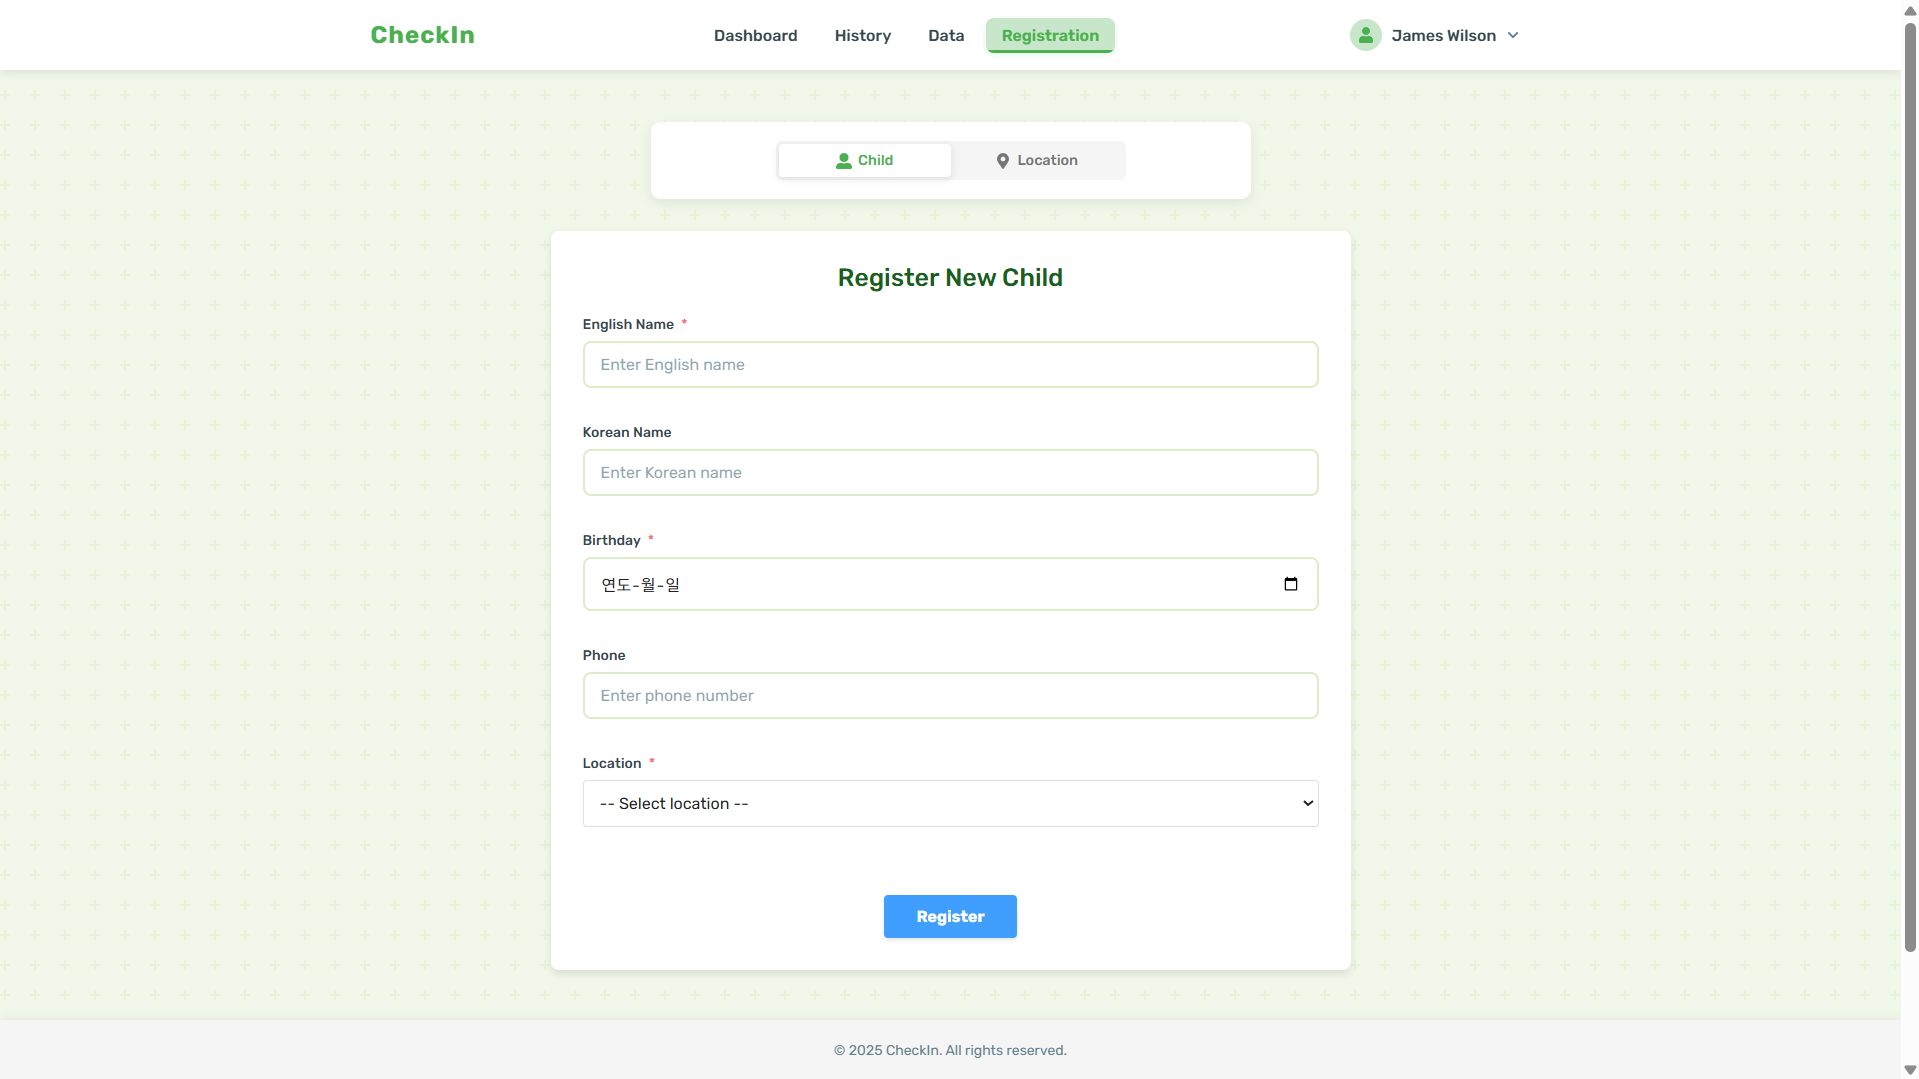 CheckIn
Dashboard
History
Data
Registration
James Wilson
Child
Location
Register New Child
English Name *
Enter English name
Korean Name
Enter Korean name
Birthday *
연도-월-일
Phone
Enter phone number
Location *
-- Select location --
Register
© 2025 CheckIn. All rights reserved.